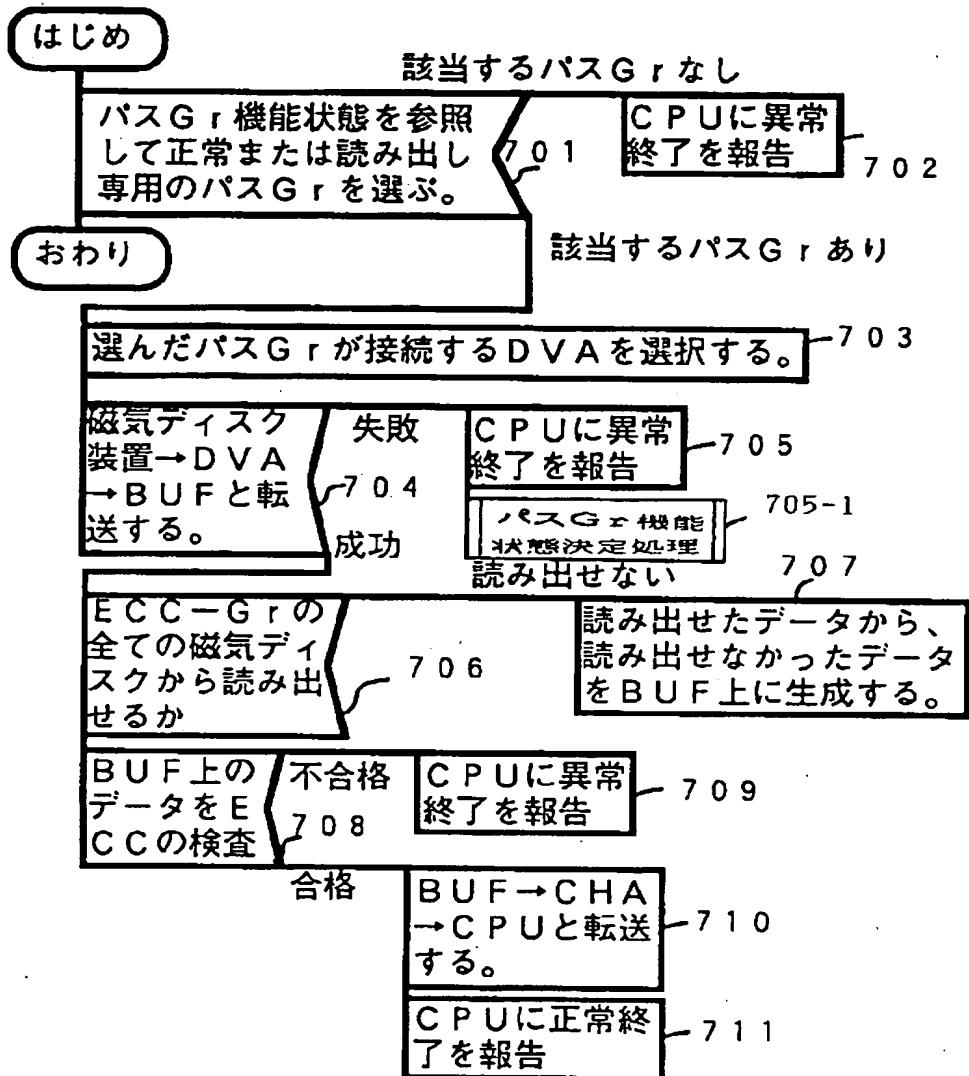 はじめ
該当するパスGrなし
パスGr機能状態を参照
して正常または読み出し
専用のパスGrを選ぶ。
701
CPUに異常
終了を報告
702
おわり
該当するパスGrあり
選んだパスGrが接続するDVAを選択する。
703
磁気ディスク
装置→DVA
→BUFと転
送する。
704
失敗
成功
CPUに異常
終了を報告
705
パスGr機能
状態決定処理
705-1
読み出せない
707
ECC-Grの
全ての磁気ディ
スクから読み出
せるか
706
読み出せたデータから、
読み出せなかったデータ
をBUF上に生成する。
BUF上の
データをE
CCの検査
不合格
708
合格
CPUに異常
終了を報告
709
BUF→CHA
→CPUと転送
する。
710
CPUに正常終
了を報告
711